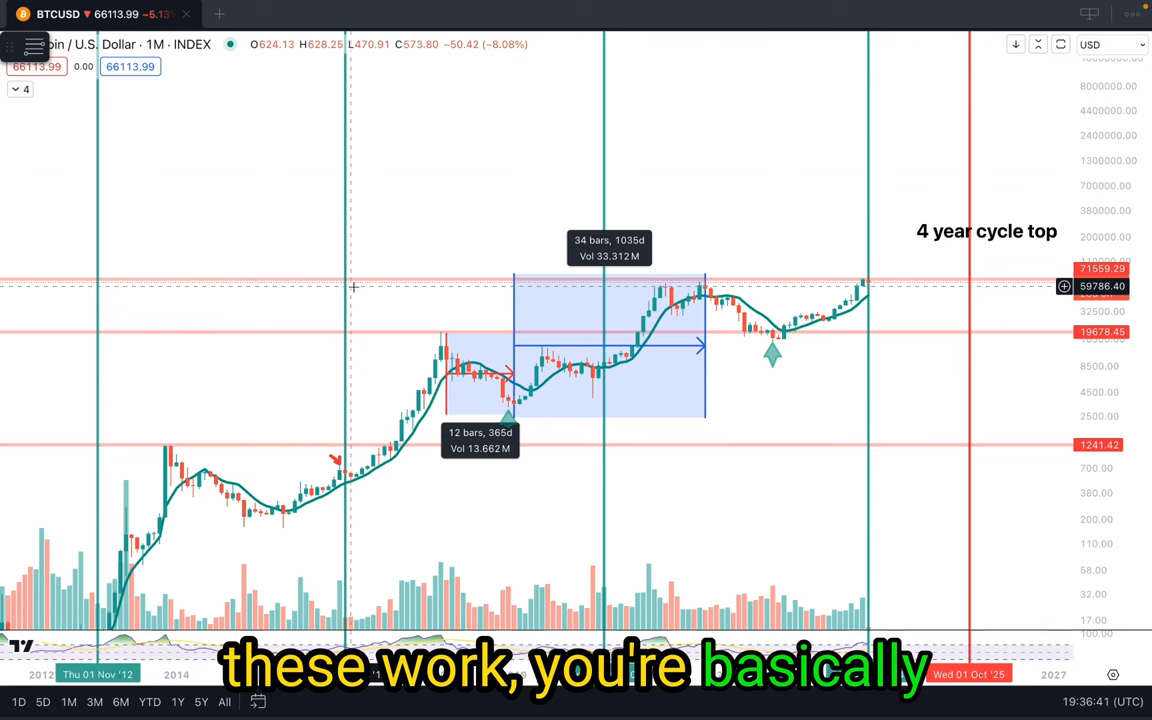 BTCUSD ▼ 66113.99 −5.13
oin / U.S. Dollar · 1M · INDEX
O624.13 H628.25 L470.91 C573.80 −50.42 (−8.08%)
USD
66113.99 0.00 66113.99
4
8000000.00
4400000.00
2400000.00
1300000.00
700000.00
380000.00
200000.00
4 year cycle top
34 bars, 1035d
Vol 33.312M
71559.29
59786.40
32500.00
19678.45
8500.00
4500.00
2500.00
12 bars, 365d
Vol 13.662M
1241.42
700.00
380.00
200.00
110.00
58.00
32.00
17.00
100.00
these work, you're basically
2012
Thu 01 Nov '12
2014
Wed 01 Oct '25
2027
1D 5D 1M 3M 6M YTD 1Y 5Y All
19:36:41 (UTC)